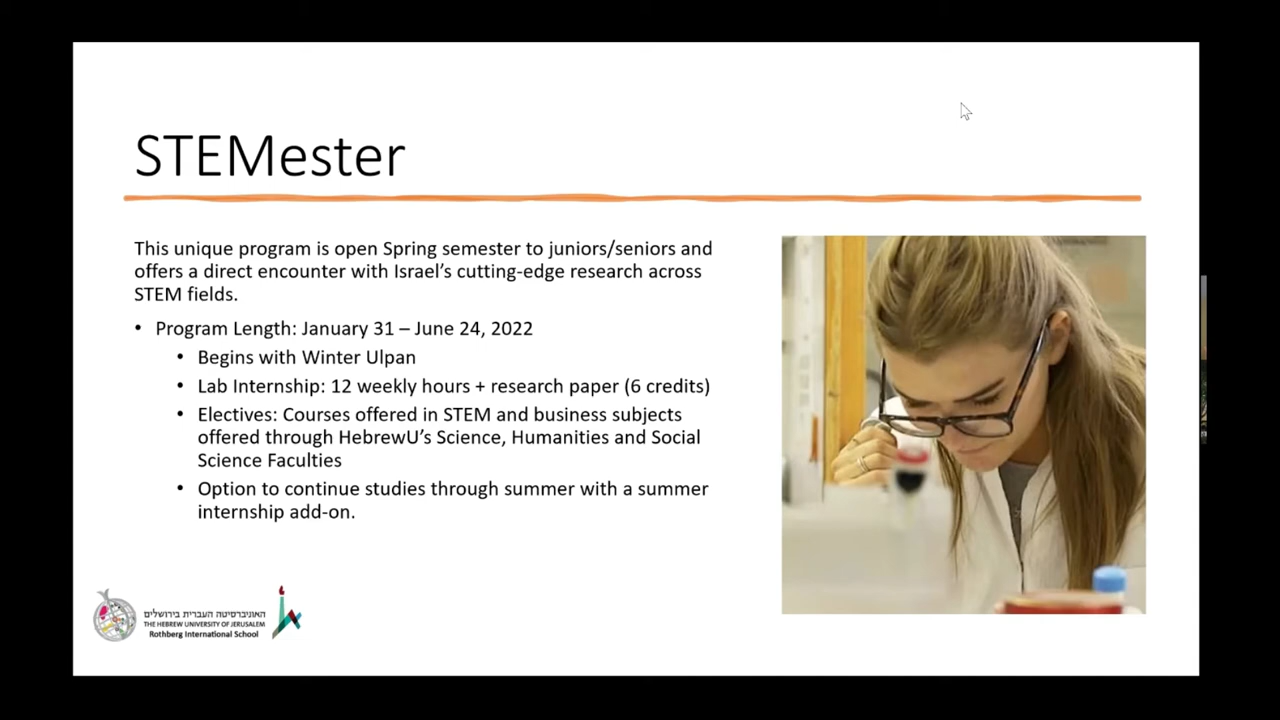 STEMester
This unique program is open Spring semester to juniors/seniors and
offers a direct encounter with Israel’s cutting-edge research across
STEM fields.
• Program Length: January 31 – June 24, 2022
• Begins with Winter Ulpan
• Lab Internship: 12 weekly hours + research paper (6 credits)
• Electives: Courses offered in STEM and business subjects
offered through HebrewU’s Science, Humanities and Social
Science Faculties
• Option to continue studies through summer with a summer
internship add-on.
האוניברסיטה העברית בירושלים
THE HEBREW UNIVERSITY OF JERUSALEM
Rothberg International School